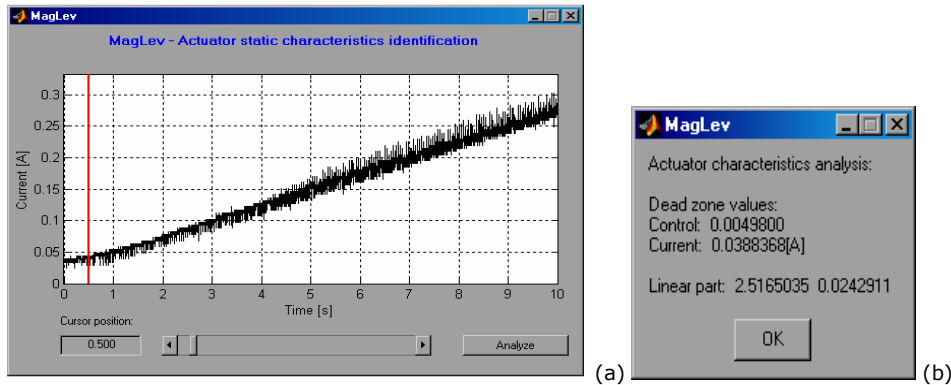 MagLev
MagLev - Actuator static characteristics identification
0.3
0.25
0.2
0.15
0.1
0.05
0
Current [A]
0 1 2 3 4 5 6 7 8 9 10
Time [s]
Cursor position:
0.500
Analyze
(a)
MagLev
Actuator characteristics analysis:
Dead zone values:
Control: 0.0049800
Current: 0.0388368[A]
Linear part: 2.5165035 0.0242911
OK
(b)